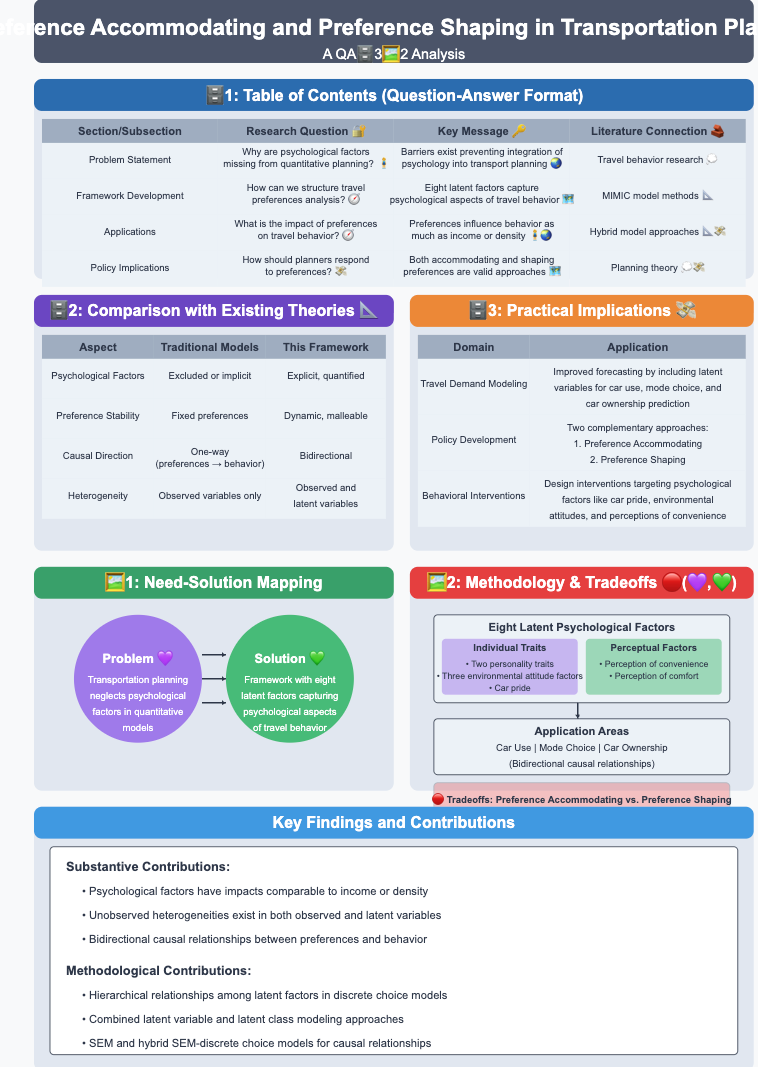 ference Accommodating and Preference Shaping in Transportation Pla
A QA🗄️3🖼️2 Analysis
🗄️1: Table of Contents (Question-Answer Format)
Section/Subsection Research Question 🔐 Key Message 🔑 Literature Connection
Problem Statement
Why are psychological factors
missing from quantitative planning?
Barriers exist preventing integration of
psychology into transport planning 🌏
Travel behavior research 💭
Framework Development
How can we structure travel
preferences analysis? 🧭
Eight latent factors capture
psychological aspects of travel behavior 🗺️
MIMIC model methods 📐
Applications
What is the impact of preferences
on travel behavior? 🧭
Preferences influence behavior as
much as income or density 🌏
Hybrid model approaches 📐💸
Policy Implications
How should planners respond
to preferences? 💸
Both accommodating and shaping
preferences are valid approaches 🗺️
Planning theory 💭💸
🗄️2: Comparison with Existing Theories 📐
Aspect Traditional Models This Framework
Psychological Factors Excluded or implicit Explicit, quantified
Preference Stability Fixed preferences Dynamic, malleable
Causal Direction
One-way
(preferences → behavior)
Bidirectional
Heterogeneity Observed variables only
Observed and
latent variables
🗄️3: Practical Implications 💸
Domain Application
Travel Demand Modeling
Improved forecasting by including latent
variables for car use, mode choice, and
car ownership prediction
Policy Development
Two complementary approaches:
1. Preference Accommodating
2. Preference Shaping
Behavioral Interventions
Design interventions targeting psychological
factors like car pride, environmental
attitudes, and perceptions of convenience
🖼️1: Need-Solution Mapping
Problem 💜
Transportation planning
neglects psychological
factors in quantitative
models
Solution 💚
Framework with eight
latent factors capturing
psychological aspects
of travel behavior
🖼️2: Methodology & Tradeoffs 🔴(💜,💚)
Eight Latent Psychological Factors
Individual Traits
• Two personality traits
• Three environmental attitude factors
• Car pride
Perceptual Factors
• Perception of convenience
• Perception of comfort
Application Areas
Car Use | Mode Choice | Car Ownership
(Bidirectional causal relationships)
🔴 Tradeoffs: Preference Accommodating vs. Preference Shaping
Key Findings and Contributions
Substantive Contributions:
• Psychological factors have impacts comparable to income or density
• Unobserved heterogeneities exist in both observed and latent variables
• Bidirectional causal relationships between preferences and behavior
Methodological Contributions:
• Hierarchical relationships among latent factors in discrete choice models
• Combined latent variable and latent class modeling approaches
• SEM and hybrid SEM-discrete choice models for causal relationships